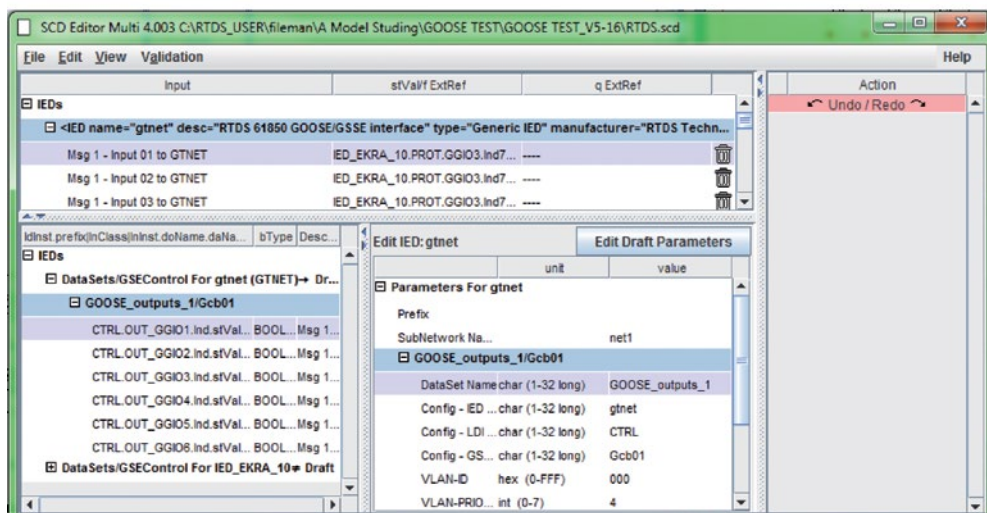 SCD Editor Multi 4.003 C:\RTDS_USER\fileman\A Model Studing\GOOSE TEST\GOOSE TEST_V5-16\RTDS.scd
File Edit View Validation Help
Input stVal/f ExtRef q ExtRef
IEDs
<IED name="gtnet" desc="RTDS 61850 GOOSE/GSSE interface" type="Generic IED" manufacturer="RTDS Techn...
Msg 1 - Input 01 to GTNET IED_EKRA_10.PROT.GGIO3.Ind7... ----
Msg 1 - Input 02 to GTNET IED_EKRA_10.PROT.GGIO3.Ind7... ----
Msg 1 - Input 03 to GTNET IED_EKRA_10.PROT.GGIO3.Ind7... ----
Action
Undo / Redo
ldInst.prefix|lnClass|lnInst.doName.daNa... bType Desc...
IEDs
DataSets/GSEControl For gtnet (GTNET)→ Dr...
GOOSE_outputs_1/Gcb01
CTRL.OUT_GGIO1.Ind.stVal... BOOL... Msg 1...
CTRL.OUT_GGIO2.Ind.stVal... BOOL... Msg 1...
CTRL.OUT_GGIO3.Ind.stVal... BOOL... Msg 1...
CTRL.OUT_GGIO4.Ind.stVal... BOOL... Msg 1...
CTRL.OUT_GGIO5.Ind.stVal... BOOL... Msg 1...
CTRL.OUT_GGIO6.Ind.stVal... BOOL... Msg 1...
DataSets/GSEControl For IED_EKRA_10≠ Draft
Edit IED: gtnet Edit Draft Parameters
unit value
Parameters For gtnet
Prefix
SubNetwork Na... net1
GOOSE_outputs_1/Gcb01
DataSet Name char (1-32 long) GOOSE_outputs_1
Config - IED ... char (1-32 long) gtnet
Config - LDI ... char (1-32 long) CTRL
Config - GS... char (1-32 long) Gcb01
VLAN-ID hex (0-FFF) 000
VLAN-PRIO... int (0-7) 4